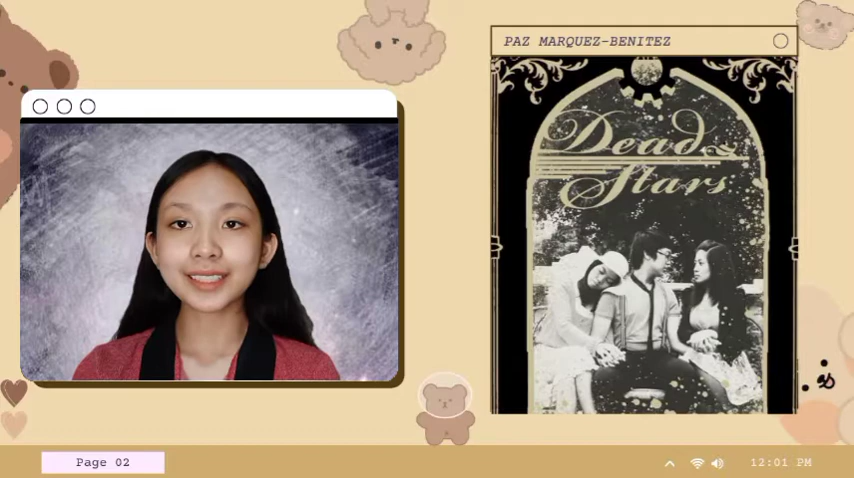 PAZ MARQUEZ-BENITEZ
Dead
Stars
Page 02
12:01 PM